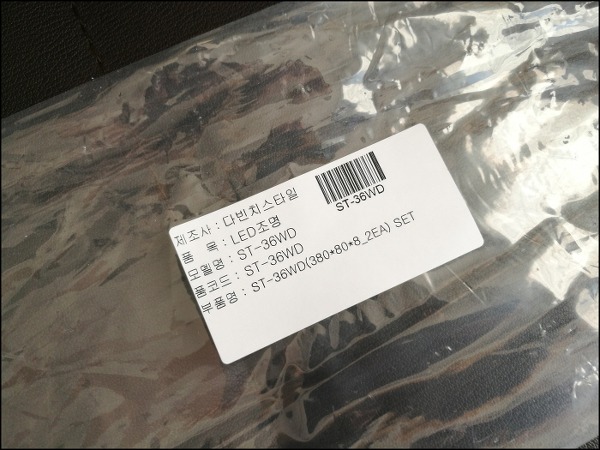 제조사 : 다빈치스타일
품 목 : LED조명
모델명 : ST-36WD
품코드 : ST-36WD
부품명 : ST-36WD(380*80*8_2EA) SET
ST-36WD